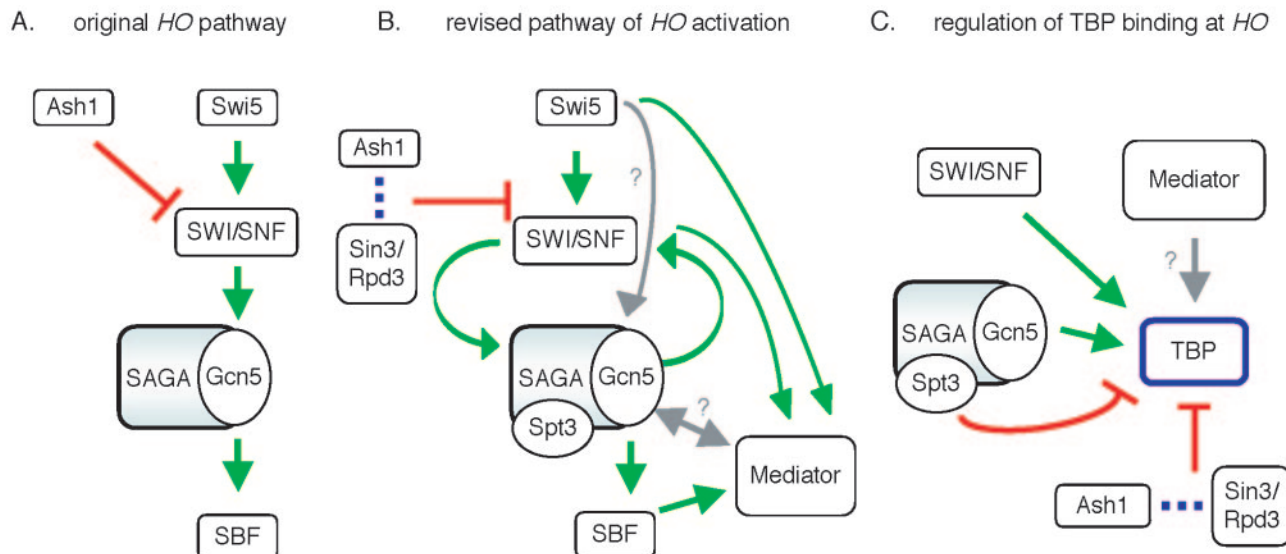 A. original HO pathway
Ash1
Swi5
SWI/SNF
SAGA
Gcn5
SBF
B. revised pathway of HO activation
Swi5
Ash1
?
Sin3/
Rpd3
SWI/SNF
SAGA
Gcn5
Spt3
?
Mediator
SBF
C. regulation of TBP binding at HO
SWI/SNF
Mediator
?
SAGA
Gcn5
Spt3
TBP
Ash1
Sin3/
Rpd3